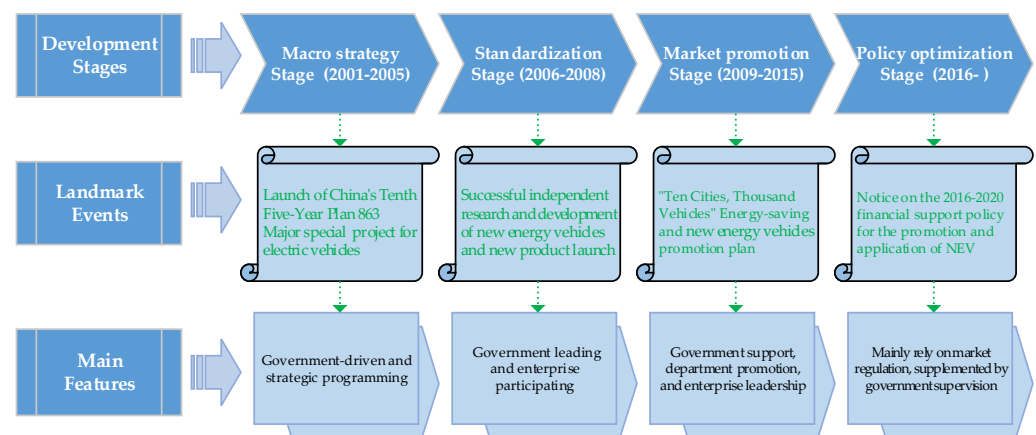 Development
Stages
Macro strategy
Stage (2001-2005)
Standardization
Stage (2006-2008)
Market promotion
Stage (2009-2015)
Policy optimization
Stage (2016- )
Landmark
Events
Launch of China's Tenth
Five-Year Plan 863
Major special project for
electric vehicles
Successful independent
research and development
of new energy vehicles
and new product launch
"Ten Cities, Thousand
Vehicles" Energy-saving
and new energy vehicles
promotion plan
Notice on the 2016-2020
financial support policy
for the promotion and
application of NEV
Main
Features
Government-driven and
strategic programming
Government leading
and enterprise
participating
Government support,
department promotion,
and enterprise leadership
Mainly rely on market
regulation, supplemented by
government supervision